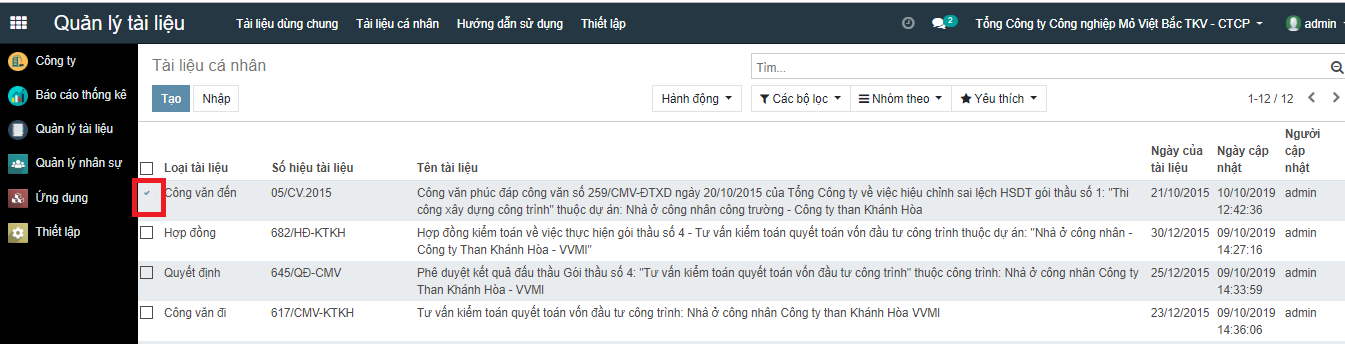 Quản lý tài liệu
Tài liệu dùng chung
Tài liệu cá nhân
Hướng dẫn sử dụng
Thiết lập
2
Tổng Công ty Công nghiệp Mỏ Việt Bắc TKV - CTCP
admin
Công ty
Báo cáo thống kê
Quản lý tài liệu
Quản lý nhân sự
Ứng dụng
Thiết lập
Tài liệu cá nhân
Tìm...
Tạo
Nhập
Hành động
Các bộ lọc
Nhóm theo
Yêu thích
1-12 / 12
Loại tài liệu
Số hiệu tài liệu
Tên tài liệu
Ngày của
tài liệu
Ngày cập
nhật
Người
cập
nhật
Công văn đến
05/CV.2015
Công văn phúc đáp công văn số 259/CMV-ĐTXD ngày 20/10/2015 của Tổng Công ty về việc hiệu chỉnh sai lệch HSDT gói thầu số 1: "Thi
công xây dựng công trình" thuộc dự án: Nhà ở công nhân công trường - Công ty than Khánh Hòa
21/10/2015
10/10/2019
12:42:36
admin
Hợp đồng
682/HĐ-KTKH
Hợp đồng kiểm toán về việc thực hiện gói thầu số 4 - Tư vấn kiểm toán quyết toán vốn đầu tư công trình thuộc dự án: "Nhà ở công nhân -
Công ty Than Khánh Hòa - VVMI"
30/12/2015
09/10/2019
14:27:16
admin
Quyết định
645/QĐ-CMV
Phê duyệt kết quả đấu thầu Gói thầu số 4: "Tư vấn kiểm toán quyết toán vốn đầu tư công trình" thuộc công trình: Nhà ở công nhân Công ty
Than Khánh Hòa - VVMI
25/12/2015
09/10/2019
14:33:59
admin
Công văn đi
617/CMV-KTKH
Tư vấn kiểm toán quyết toán vốn đầu tư công trình: Nhà ở công nhân Công ty than Khánh Hòa VVMI
23/12/2015
09/10/2019
14:36:06
admin